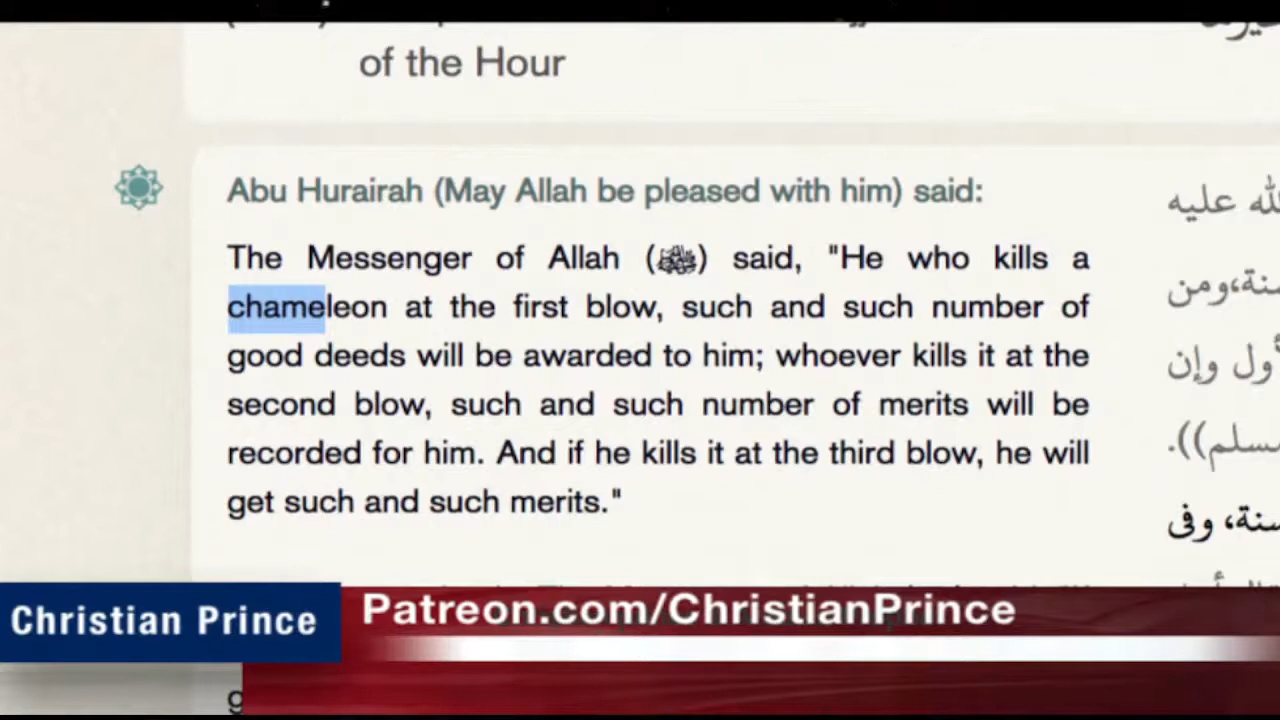 of the Hour
Abu Hurairah (May Allah be pleased with him) said:
The Messenger of Allah (ﷺ) said, "He who kills a
chameleon at the first blow, such and such number of
good deeds will be awarded to him; whoever kills it at the
second blow, such and such number of merits will be
recorded for him. And if he kills it at the third blow, he will
get such and such merits."
الله عليه
سنة،ومن
أول وإن
مسلم)).
سنة، وفى
Christian Prince
Patreon.com/ChristianPrince